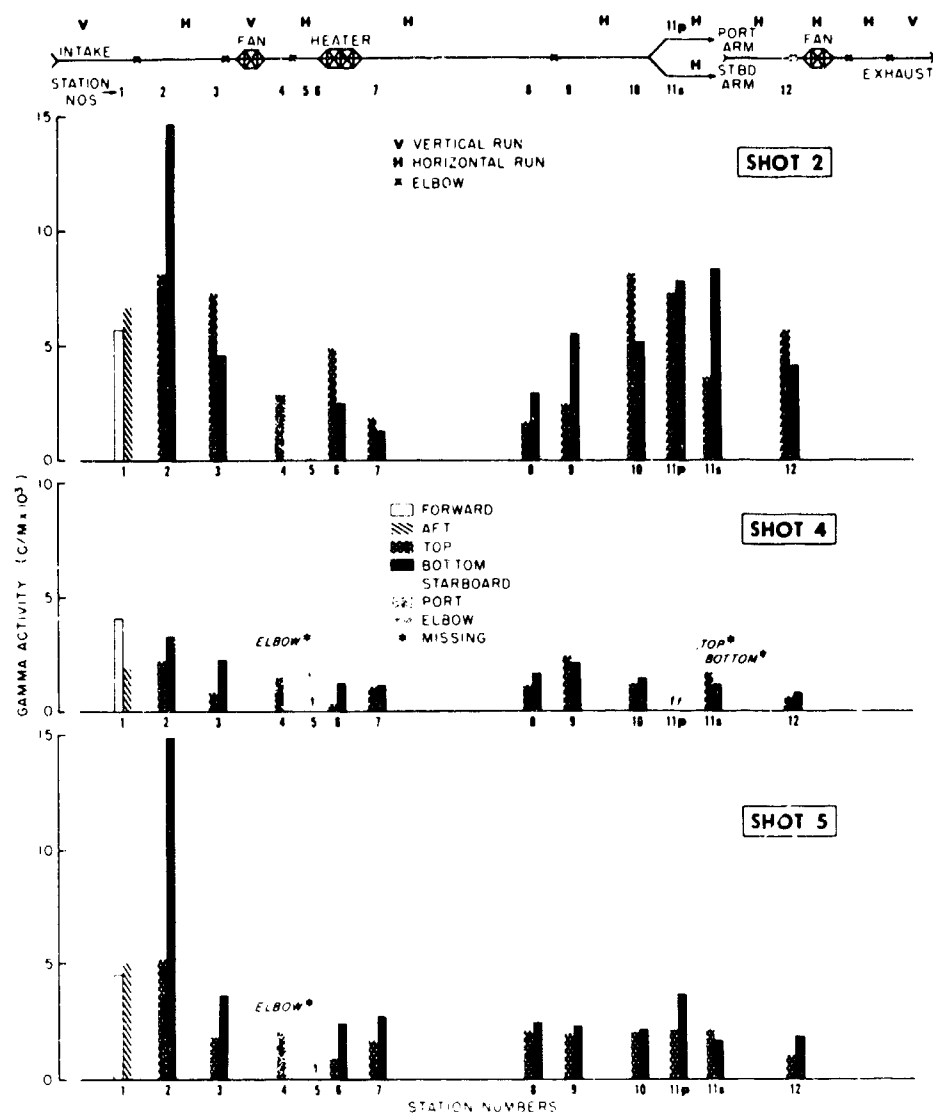 V H V H H H 11p H H H H V
INTAKE FAN HEATER PORT ARM FAN
H STBD ARM EXHAUST
STATION NOS → 1 2 3 4 5 6 7 8 9 10 11s 12
15
V VERTICAL RUN
H HORIZONTAL RUN
× ELBOW
SHOT 2
10
5
0
1 2 3 4 5 6 7 8 9 10 11p 11s 12
GAMMA ACTIVITY (C/M×10³)
10
FORWARD
AFT
TOP
BOTTOM
STARBOARD
PORT
ELBOW
* MISSING
SHOT 4
5
ELBOW*
TOP*
BOTTOM*
0
1 2 3 4 5 6 7 8 9 10 11p 11s 12
15
SHOT 5
10
5
ELBOW*
0
1 2 3 4 5 6 7 8 9 10 11p 11s 12
STATION NUMBERS